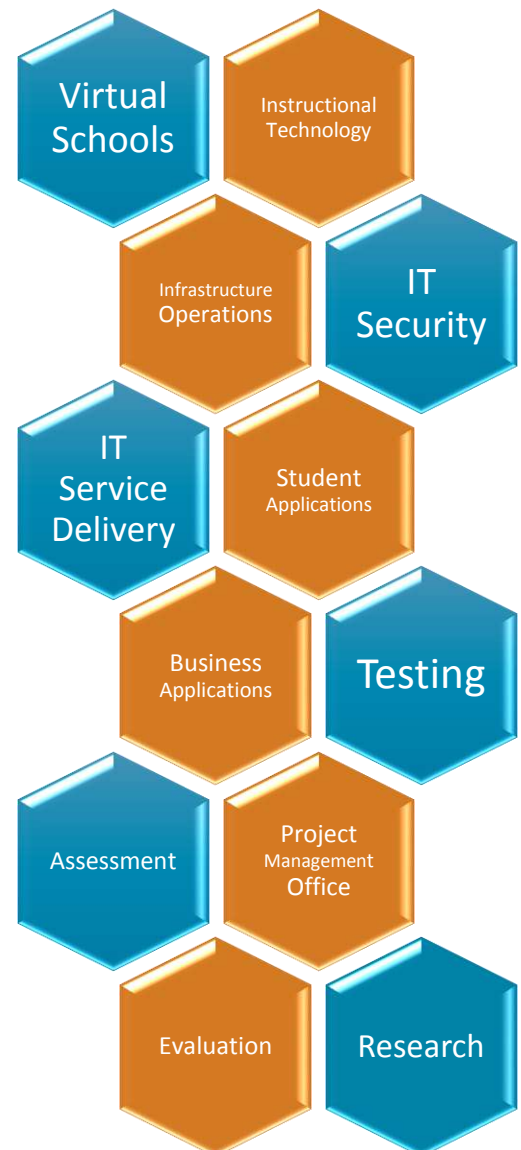 Virtual
Schools
Instructional
Technology
Infrastructure
Operations
IT
Security
IT
Service
Delivery
Student
Applications
Business
Applications
Testing
Assessment
Project
Management
Office
Evaluation
Research